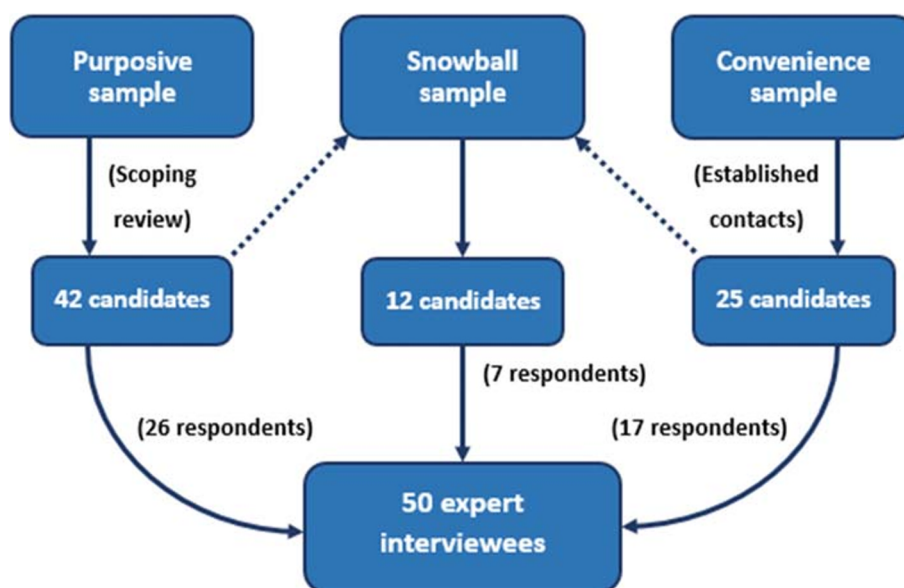 Purposive
sample
Snowball
sample
Convenience
sample
(Scoping
review)
(Established
contacts)
42 candidates
12 candidates
25 candidates
(7 respondents)
(26 respondents)
(17 respondents)
50 expert
interviewees